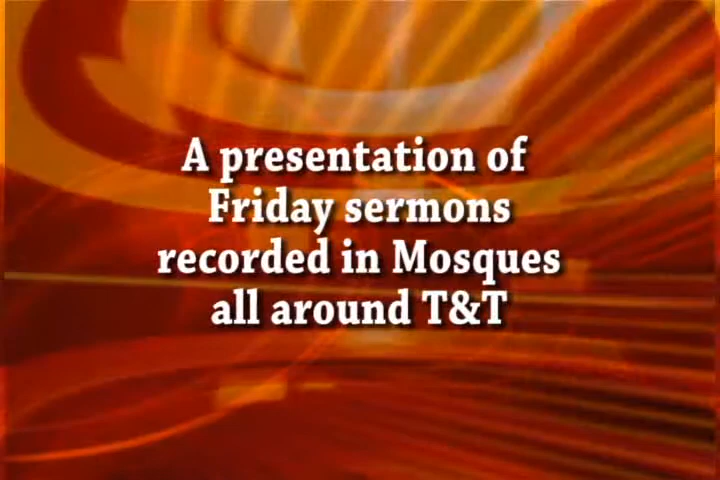 A presentation of
Friday sermons
recorded in Mosques
all around T&T